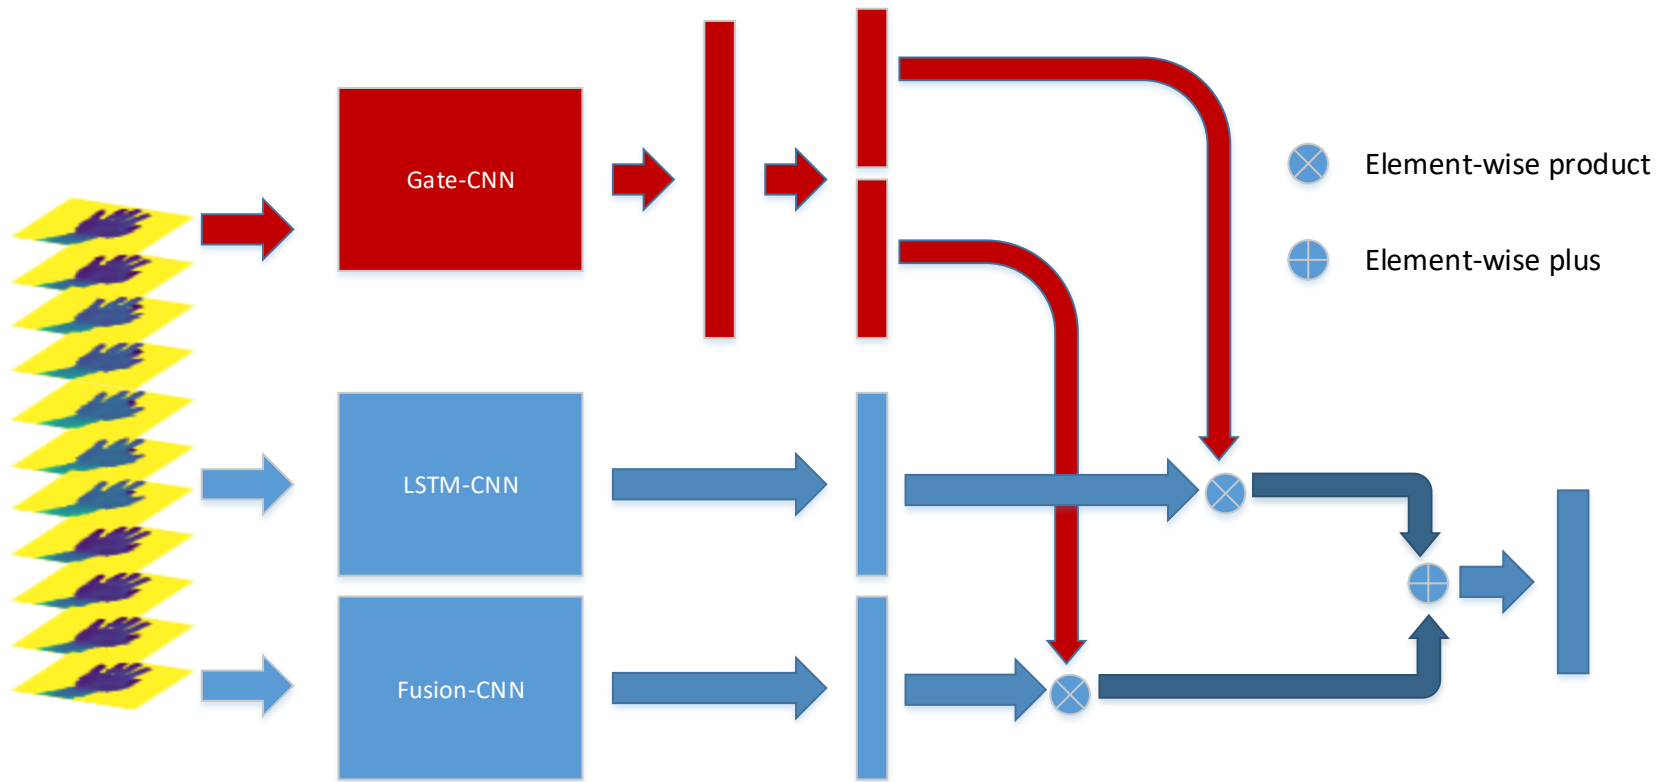 Gate-CNN
Element-wise product
Element-wise plus
LSTM-CNN
Fusion-CNN